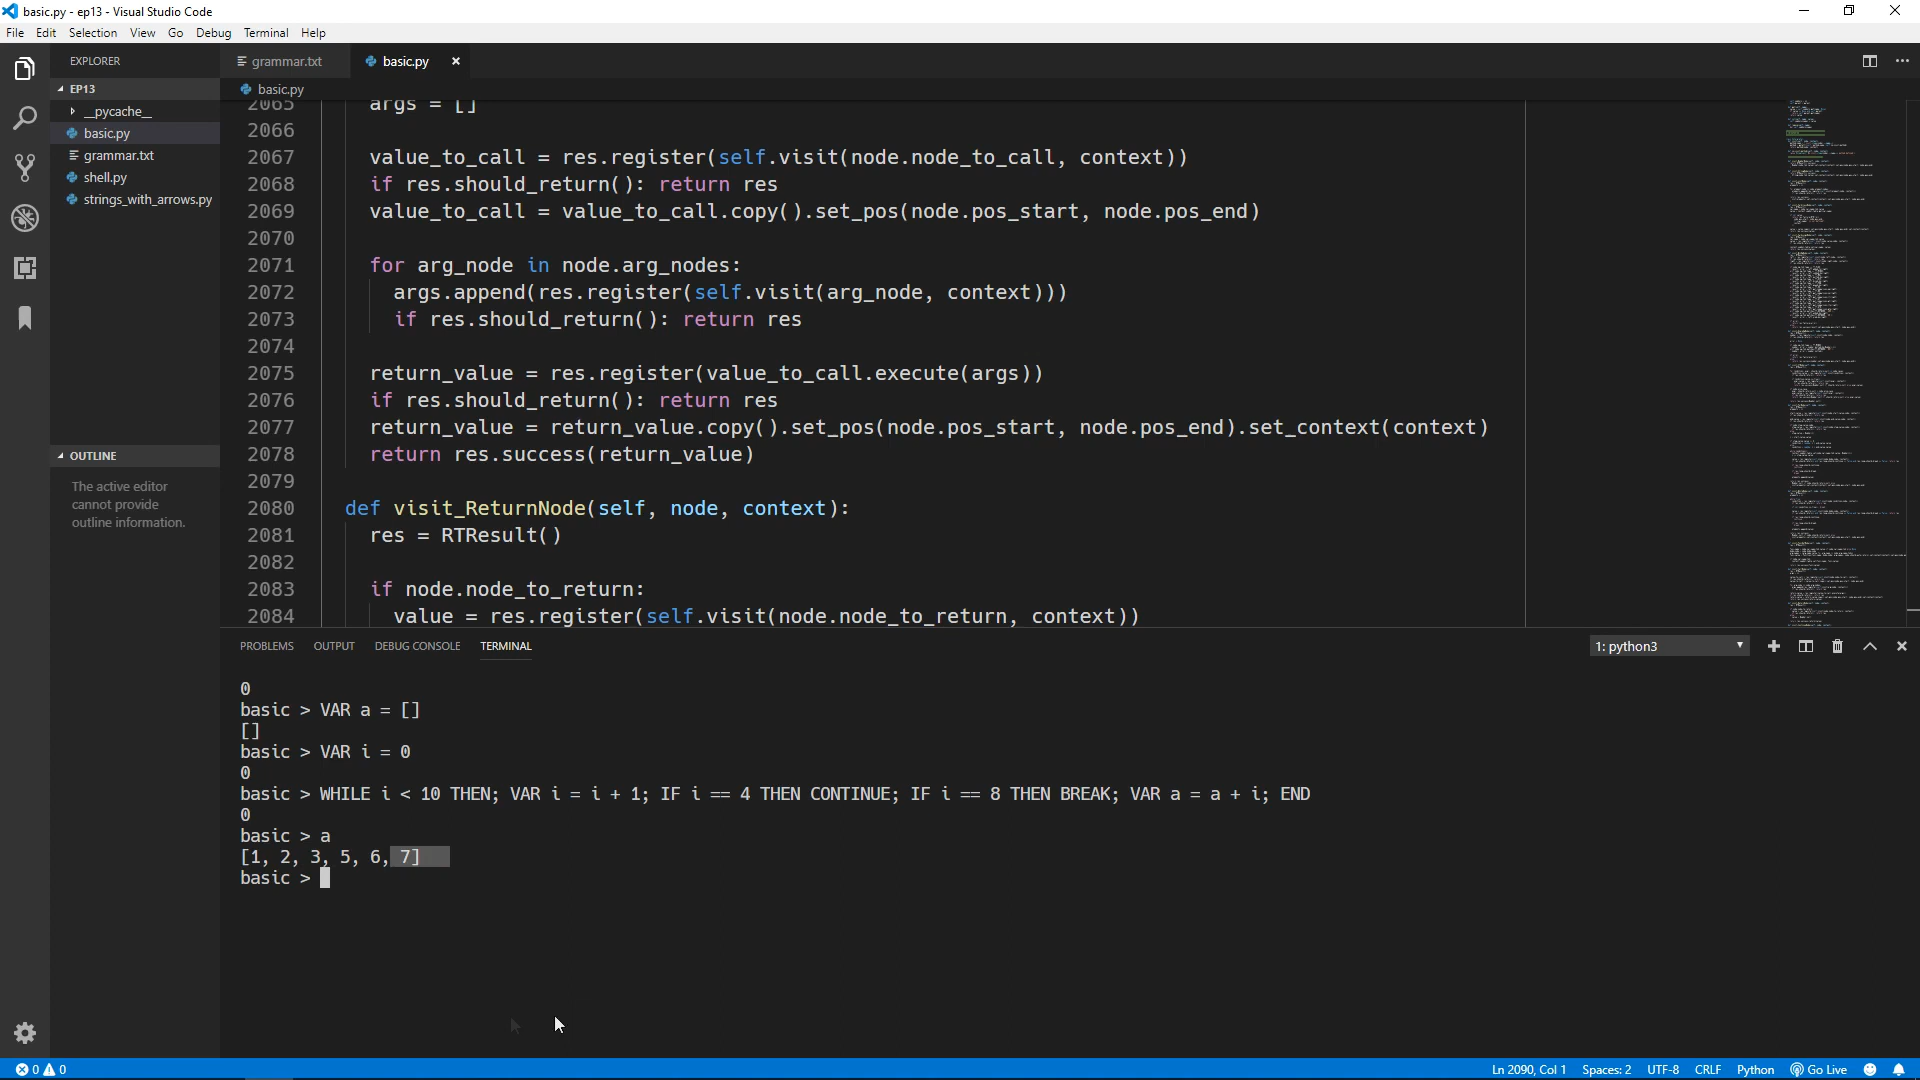 basic.py - ep13 - Visual Studio Code
File Edit Selection View Go Debug Terminal Help
EXPLORER
EP13
__pycache__
basic.py
grammar.txt
shell.py
strings_with_arrows.py
OUTLINE
The active editor
cannot provide
outline information.
grammar.txt basic.py
basic.py
2065 args = []
2066
2067 value_to_call = res.register(self.visit(node.node_to_call, context))
2068 if res.should_return(): return res
2069 value_to_call = value_to_call.copy().set_pos(node.pos_start, node.pos_end)
2070
2071 for arg_node in node.arg_nodes:
2072 args.append(res.register(self.visit(arg_node, context)))
2073 if res.should_return(): return res
2074
2075 return_value = res.register(value_to_call.execute(args))
2076 if res.should_return(): return res
2077 return_value = return_value.copy().set_pos(node.pos_start, node.pos_end).set_context(context)
2078 return res.success(return_value)
2079
2080 def visit_ReturnNode(self, node, context):
2081 res = RTResult()
2082
2083 if node.node_to_return:
2084 value = res.register(self.visit(node.node_to_return, context))
PROBLEMS OUTPUT DEBUG CONSOLE TERMINAL 1: python3
0
basic > VAR a = []
[]
basic > VAR i = 0
0
basic > WHILE i < 10 THEN; VAR i = i + 1; IF i == 4 THEN CONTINUE; IF i == 8 THEN BREAK; VAR a = a + i; END
0
basic > a
[1, 2, 3, 5, 6, 7]
basic >
0 0 Ln 2090, Col 1 Spaces: 2 UTF-8 CRLF Python Go Live